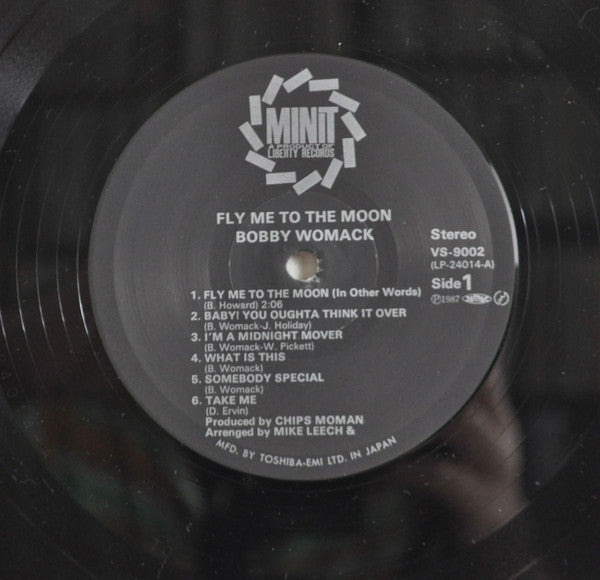 MINIT
A PRODUCT OF
LIBERTY RECORDS
FLY ME TO THE MOON
BOBBY WOMACK
Stereo
VS-9002
(LP-24014-A)
Side 1
Ⓟ1987
1. FLY ME TO THE MOON (In Other Words)
(B. Howard) 2:06
2. BABY! YOU OUGHTA THINK IT OVER
(B. Womack-J. Holiday)
3. I'M A MIDNIGHT MOVER
(B. Womack-W. Pickett)
4. WHAT IS THIS
(B. Womack)
5. SOMEBODY SPECIAL
(B. Womack)
6. TAKE ME
(D. Ervin)
Produced by CHIPS MOMAN
Arranged by MIKE LEECH &
MFD. BY TOSHIBA-EMI LTD. IN JAPAN